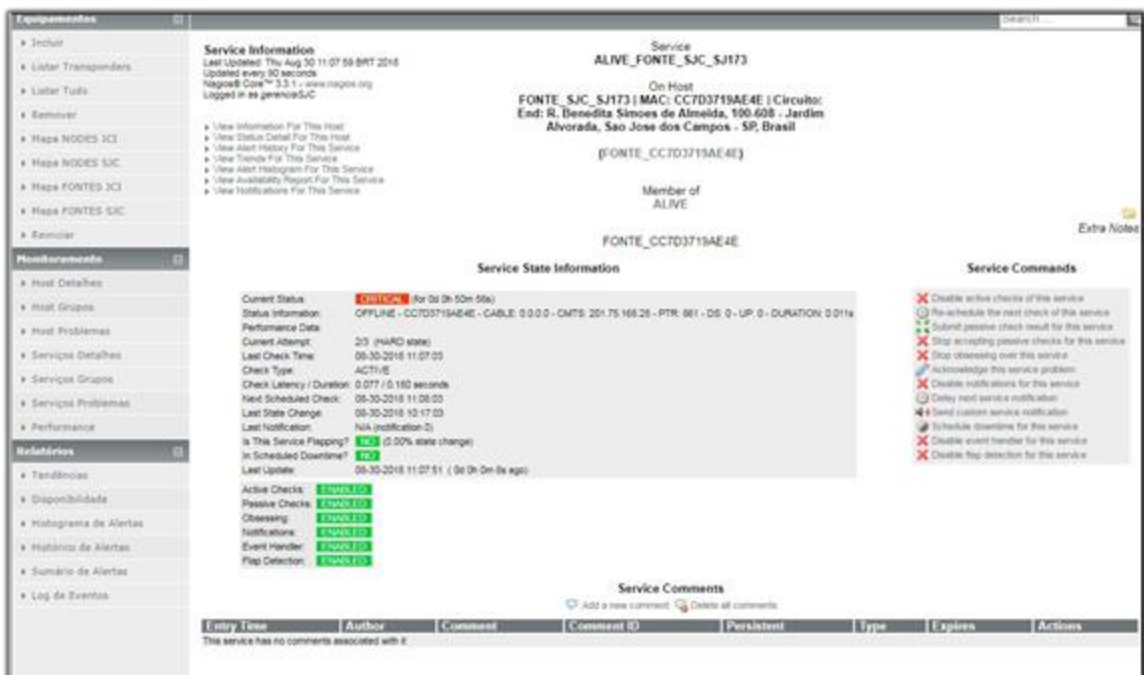 Equipamentos
Search ...
Incluir
Listar Transponders
Listar Tudo
Remover
Mapa NODES JCI
Mapa NODES SJC
Mapa FONTES JCI
Mapa FONTES SJC
Reiniciar
Monitoramento
Host Detalhes
Host Grupos
Host Problemas
Serviços Detalhes
Serviços Grupos
Serviços Problemas
Performance
Relatórios
Tendências
Disponibilidade
Histograma de Alertas
Histórico de Alertas
Sumário de Alertas
Log de Eventos
Service Information
Last Updated: Thu Aug 30 11:07:59 BRT 2018
Updated every 90 seconds
Nagios® Core™ 3.3.1 - www.nagios.org
Logged in as gerenciaSJC
View Information For This Host
View Status Detail For This Host
View Alert History For This Service
View Trends For This Service
View Alert Histogram For This Service
View Availability Report For This Service
View Notifications For This Service
Service
ALIVE_FONTE_SJC_SJ173
On Host
FONTE_SJC_SJ173 | MAC: CC7D3719AE4E | Circuito:
End: R. Benedita Simoes de Almeida, 100-608 - Jardim
Alvorada, Sao Jose dos Campos - SP, Brasil
(FONTE_CC7D3719AE4E)
Member of
ALIVE
FONTE_CC7D3719AE4E
Extra Notes
Service State Information
Current Status: CRITICAL (for 0d 0h 50m 56s)
Status Information: OFFLINE - CC7D3719AE4E - CABLE: 0.0.0.0 - CMTS: 201.75.168.28 - PTR: 981 - DS: 0 - UP: 0 - DURATION: 0.011s
Performance Data:
Current Attempt: 2/3 (HARD state)
Last Check Time: 08-30-2018 11:07:03
Check Type: ACTIVE
Check Latency / Duration: 0.077 / 0.160 seconds
Next Scheduled Check: 08-30-2018 11:08:03
Last State Change: 08-30-2018 10:17:03
Last Notification: N/A (notification 0)
Is This Service Flapping? NO (0.00% state change)
In Scheduled Downtime? NO
Last Update: 08-30-2018 11:07:51 ( 0d 0h 0m 8s ago)
Active Checks: ENABLED
Passive Checks: ENABLED
Obsessing: ENABLED
Notifications: ENABLED
Event Handler: ENABLED
Flap Detection: ENABLED
Service Commands
Disable active checks of this service
Re-schedule the next check of this service
Submit passive check result for this service
Stop accepting passive checks for this service
Stop obsessing over this service
Acknowledge this service problem
Disable notifications for this service
Delay next service notification
Send custom service notification
Schedule downtime for this service
Disable event handler for this service
Disable flap detection for this service
Service Comments
Add a new comment Delete all comments
Entry Time Author Comment Comment ID Persistent Type Expires Actions
This service has no comments associated with it